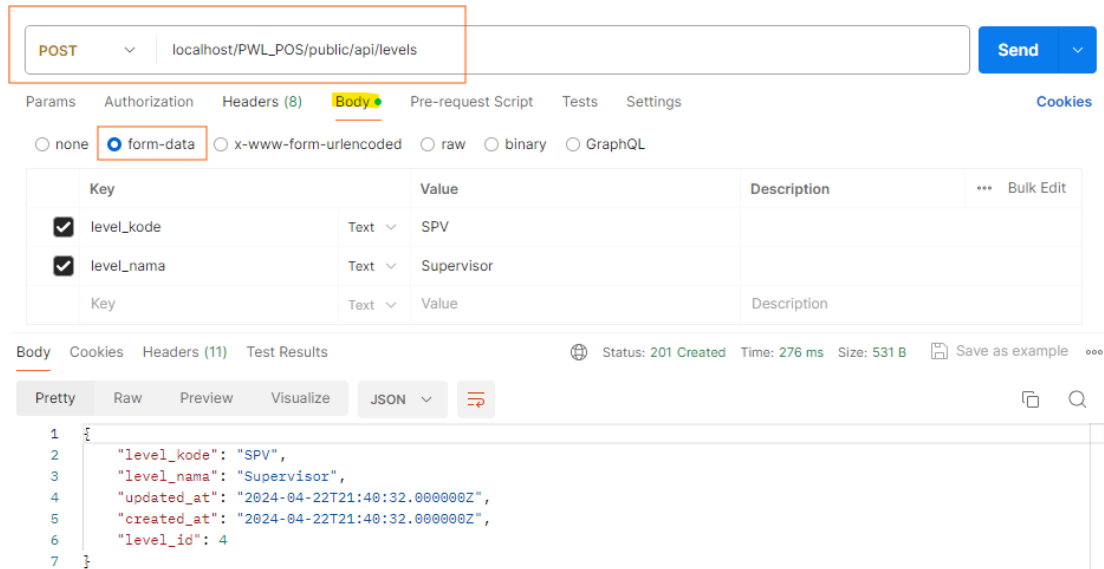 POST localhost/PWL_POS/public/api/levels Send
Params Authorization Headers (8) Body Pre-request Script Tests Settings Cookies
none form-data x-www-form-urlencoded raw binary GraphQL
Key Value Description Bulk Edit
level_kode Text SPV
level_nama Text Supervisor
Key Text Value Description
Body Cookies Headers (11) Test Results Status: 201 Created Time: 276 ms Size: 531 B Save as example
Pretty Raw Preview Visualize JSON
1 {
2 "level_kode": "SPV",
3 "level_nama": "Supervisor",
4 "updated_at": "2024-04-22T21:40:32.000000Z",
5 "created_at": "2024-04-22T21:40:32.000000Z",
6 "level_id": 4
7 }